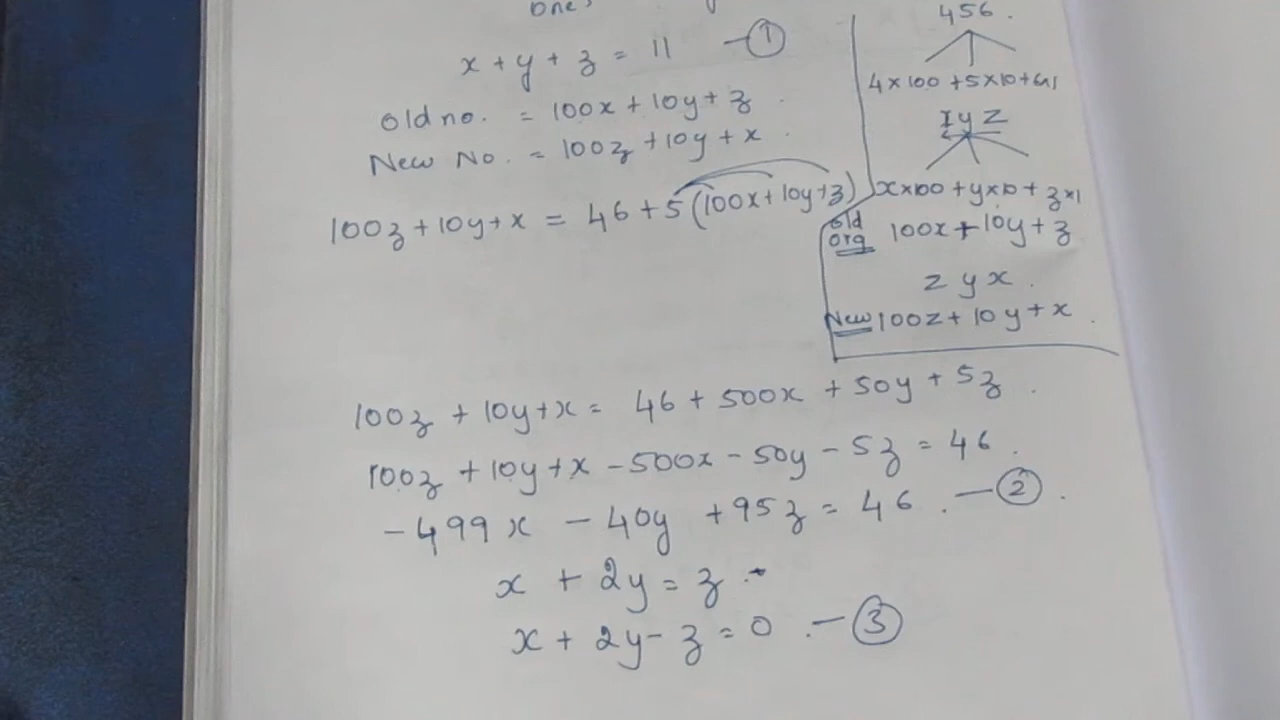 one
x + y + z = 11 — ①
old no. = 100x + 10y + z
New No. = 100z + 10y + x
100z + 10y + x = 46 + 5 (100x + 10y + z)
456
4 x 100 + 5 x 10 + 6x1
x y z
x x 100 + y x 10 + z x 1
old
org 100x + 10y + z
z y x
New 100z + 10y + x
100z + 10y + x = 46 + 500x + 50y + 5z
100z + 10y + x - 500x - 50y - 5z = 46
- 499x - 40y + 95z = 46 — ②
x + 2y = z
x + 2y - z = 0 — ③